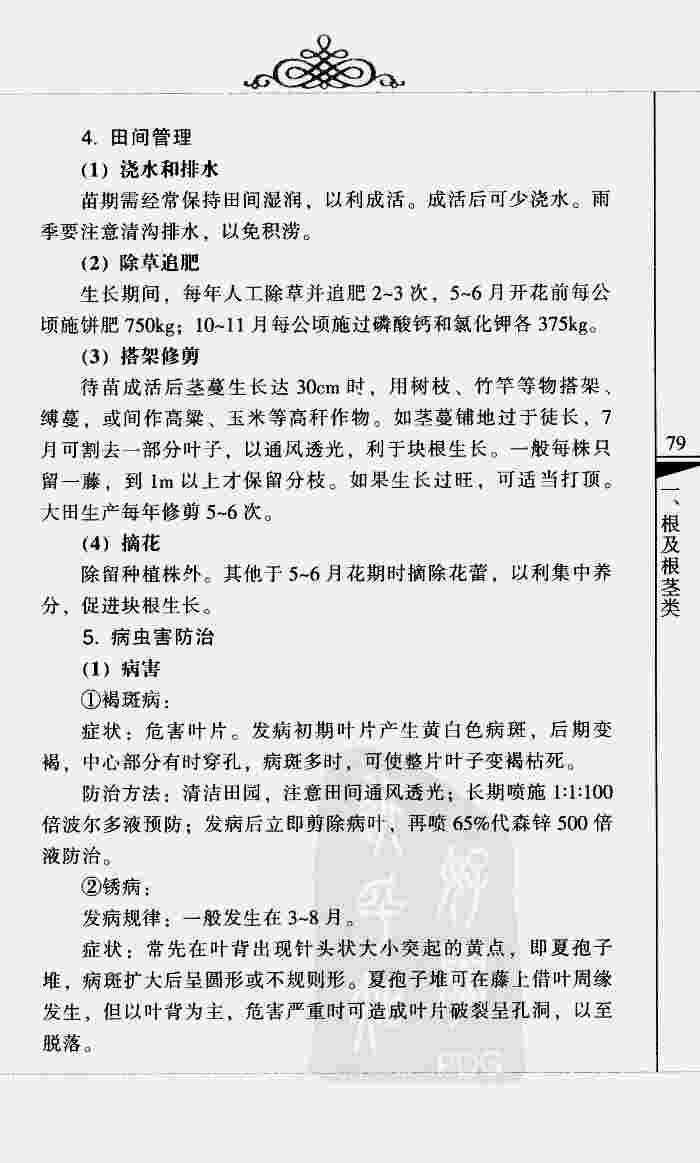 4. 田间管理
(1) 浇水和排水
苗期需经常保持田间湿润，以利成活。成活后可少浇水。雨
季要注意清沟排水，以免积涝。
(2) 除草追肥
生长期间，每年人工除草并追肥 2~3 次，5~6 月开花前每公
顷施饼肥 750kg；10~11 月每公顷施过磷酸钙和氯化钾各 375kg。
(3) 搭架修剪
待苗成活后茎蔓生长达 30cm 时，用树枝、竹竿等物搭架、
缚蔓，或间作高粱、玉米等高秆作物。如茎蔓铺地过于徒长，7
月可割去一部分叶子，以通风透光，利于块根生长。一般每株只
留一藤，到 1m 以上才保留分枝。如果生长过旺，可适当打顶。
大田生产每年修剪 5~6 次。
(4) 摘花
除留种植株外。其他于 5~6 月花期时摘除花蕾，以利集中养
分，促进块根生长。
5. 病虫害防治
(1) 病害
①褐斑病：
症状：危害叶片。发病初期叶片产生黄白色病斑，后期变
褐，中心部分有时穿孔，病斑多时，可使整片叶子变褐枯死。
防治方法：清洁田园，注意田间通风透光；长期喷施 1:1:100
倍波尔多液预防；发病后立即剪除病叶，再喷 65%代森锌 500 倍
液防治。
②锈病：
发病规律：一般发生在 3~8 月。
症状：常先在叶背出现针头状大小突起的黄点，即夏孢子
堆，病斑扩大后呈圆形或不规则形。夏孢子堆可在藤上借叶周缘
发生，但以叶背为主，危害严重时可造成叶片破裂呈孔洞，以至
脱落。
79
一、根及根茎类
PDG